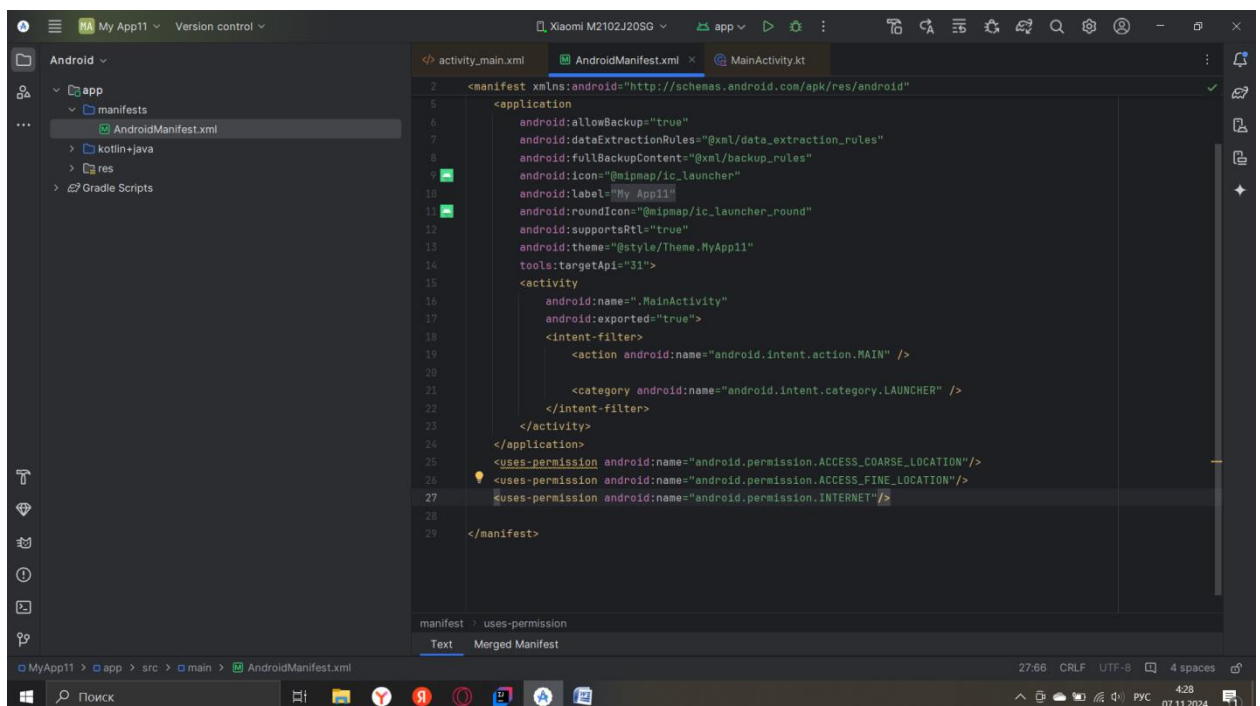 MA My App11 Version control Xiaomi M2102J20SG app
Android
activity_main.xml AndroidManifest.xml MainActivity.kt
app
manifests
AndroidManifest.xml
kotlin+java
res
Gradle Scripts
2 <manifest xmlns:android="http://schemas.android.com/apk/res/android"
5 <application
6 android:allowBackup="true"
7 android:dataExtractionRules="@xml/data_extraction_rules"
8 android:fullBackupContent="@xml/backup_rules"
9 android:icon="@mipmap/ic_launcher"
10 android:label="My App11"
11 android:roundIcon="@mipmap/ic_launcher_round"
12 android:supportsRtl="true"
13 android:theme="@style/Theme.MyApp11"
14 tools:targetApi="31">
15 <activity
16 android:name=".MainActivity"
17 android:exported="true">
18 <intent-filter>
19 <action android:name="android.intent.action.MAIN" />
20
21 <category android:name="android.intent.category.LAUNCHER" />
22 </intent-filter>
23 </activity>
24 </application>
25 <uses-permission android:name="android.permission.ACCESS_COARSE_LOCATION"/>
26 <uses-permission android:name="android.permission.ACCESS_FINE_LOCATION"/>
27 <uses-permission android:name="android.permission.INTERNET"/>
28
29 </manifest>
manifest > uses-permission
Text Merged Manifest
MyApp11 > app > src > main > AndroidManifest.xml 27:66 CRLF UTF-8 4 spaces
Поиск Y Я РУС 4:28
07.11.2024